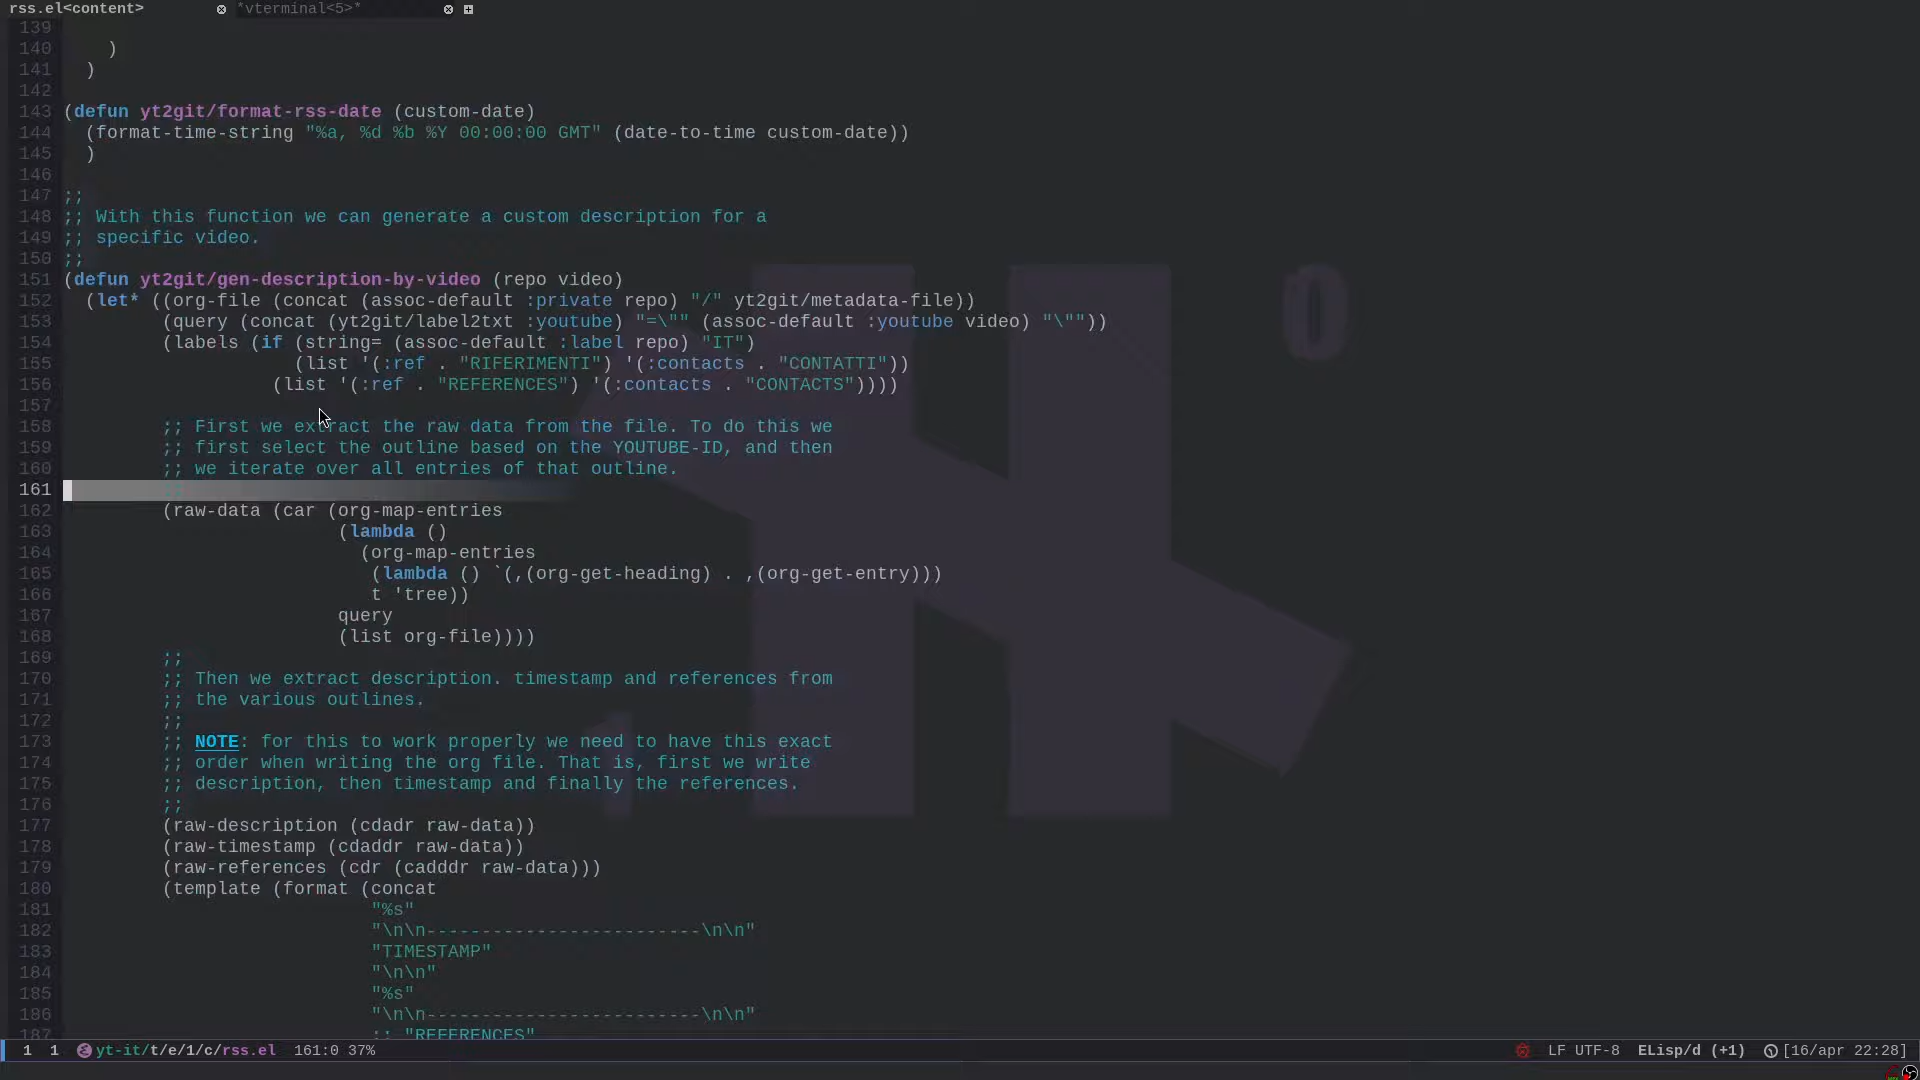 rss.el<content>
*vterminal<5>*
139
140     )
141   )
142
143 (defun yt2git/format-rss-date (custom-date)
144   (format-time-string "%a, %d %b %Y 00:00:00 GMT" (date-to-time custom-date))
145   )
146
147 ;;
148 ;; With this function we can generate a custom description for a
149 ;; specific video.
150 ;;
151 (defun yt2git/gen-description-by-video (repo video)
152   (let* ((org-file (concat (assoc-default :private repo) "/" yt2git/metadata-file))
153          (query (concat (yt2git/label2txt :youtube) "=\"" (assoc-default :youtube video) "\""))
154          (labels (if (string= (assoc-default :label repo) "IT")
155                      (list '(:ref . "RIFERIMENTI") '(:contacts . "CONTATTI"))
156                    (list '(:ref . "REFERENCES") '(:contacts . "CONTACTS"))))
157
158          ;; First we extract the raw data from the file. To do this we
159          ;; first select the outline based on the YOUTUBE-ID, and then
160          ;; we iterate over all entries of that outline.
161          ;;
162          (raw-data (car (org-map-entries
163                          (lambda ()
164                            (org-map-entries
165                             (lambda () `(,(org-get-heading) . ,(org-get-entry)))
166                             t 'tree))
167                          query
168                          (list org-file))))
169          ;;
170          ;; Then we extract description. timestamp and references from
171          ;; the various outlines.
172          ;;
173          ;; NOTE: for this to work properly we need to have this exact
174          ;; order when writing the org file. That is, first we write
175          ;; description, then timestamp and finally the references.
176          ;;
177          (raw-description (cdadr raw-data))
178          (raw-timestamp (cdaddr raw-data))
179          (raw-references (cdr (cadddr raw-data)))
180          (template (format (concat
181                             "%s"
182                             "\n\n-------------------------\n\n"
183                             "TIMESTAMP"
184                             "\n\n"
185                             "%s"
186                             "\n\n-------------------------\n\n"
187                             ;; "REFERENCES"
1 1 yt-it/t/e/1/c/rss.el 161:0 37% LF UTF-8 ELisp/d (+1) [16/apr 22:28]
0
1